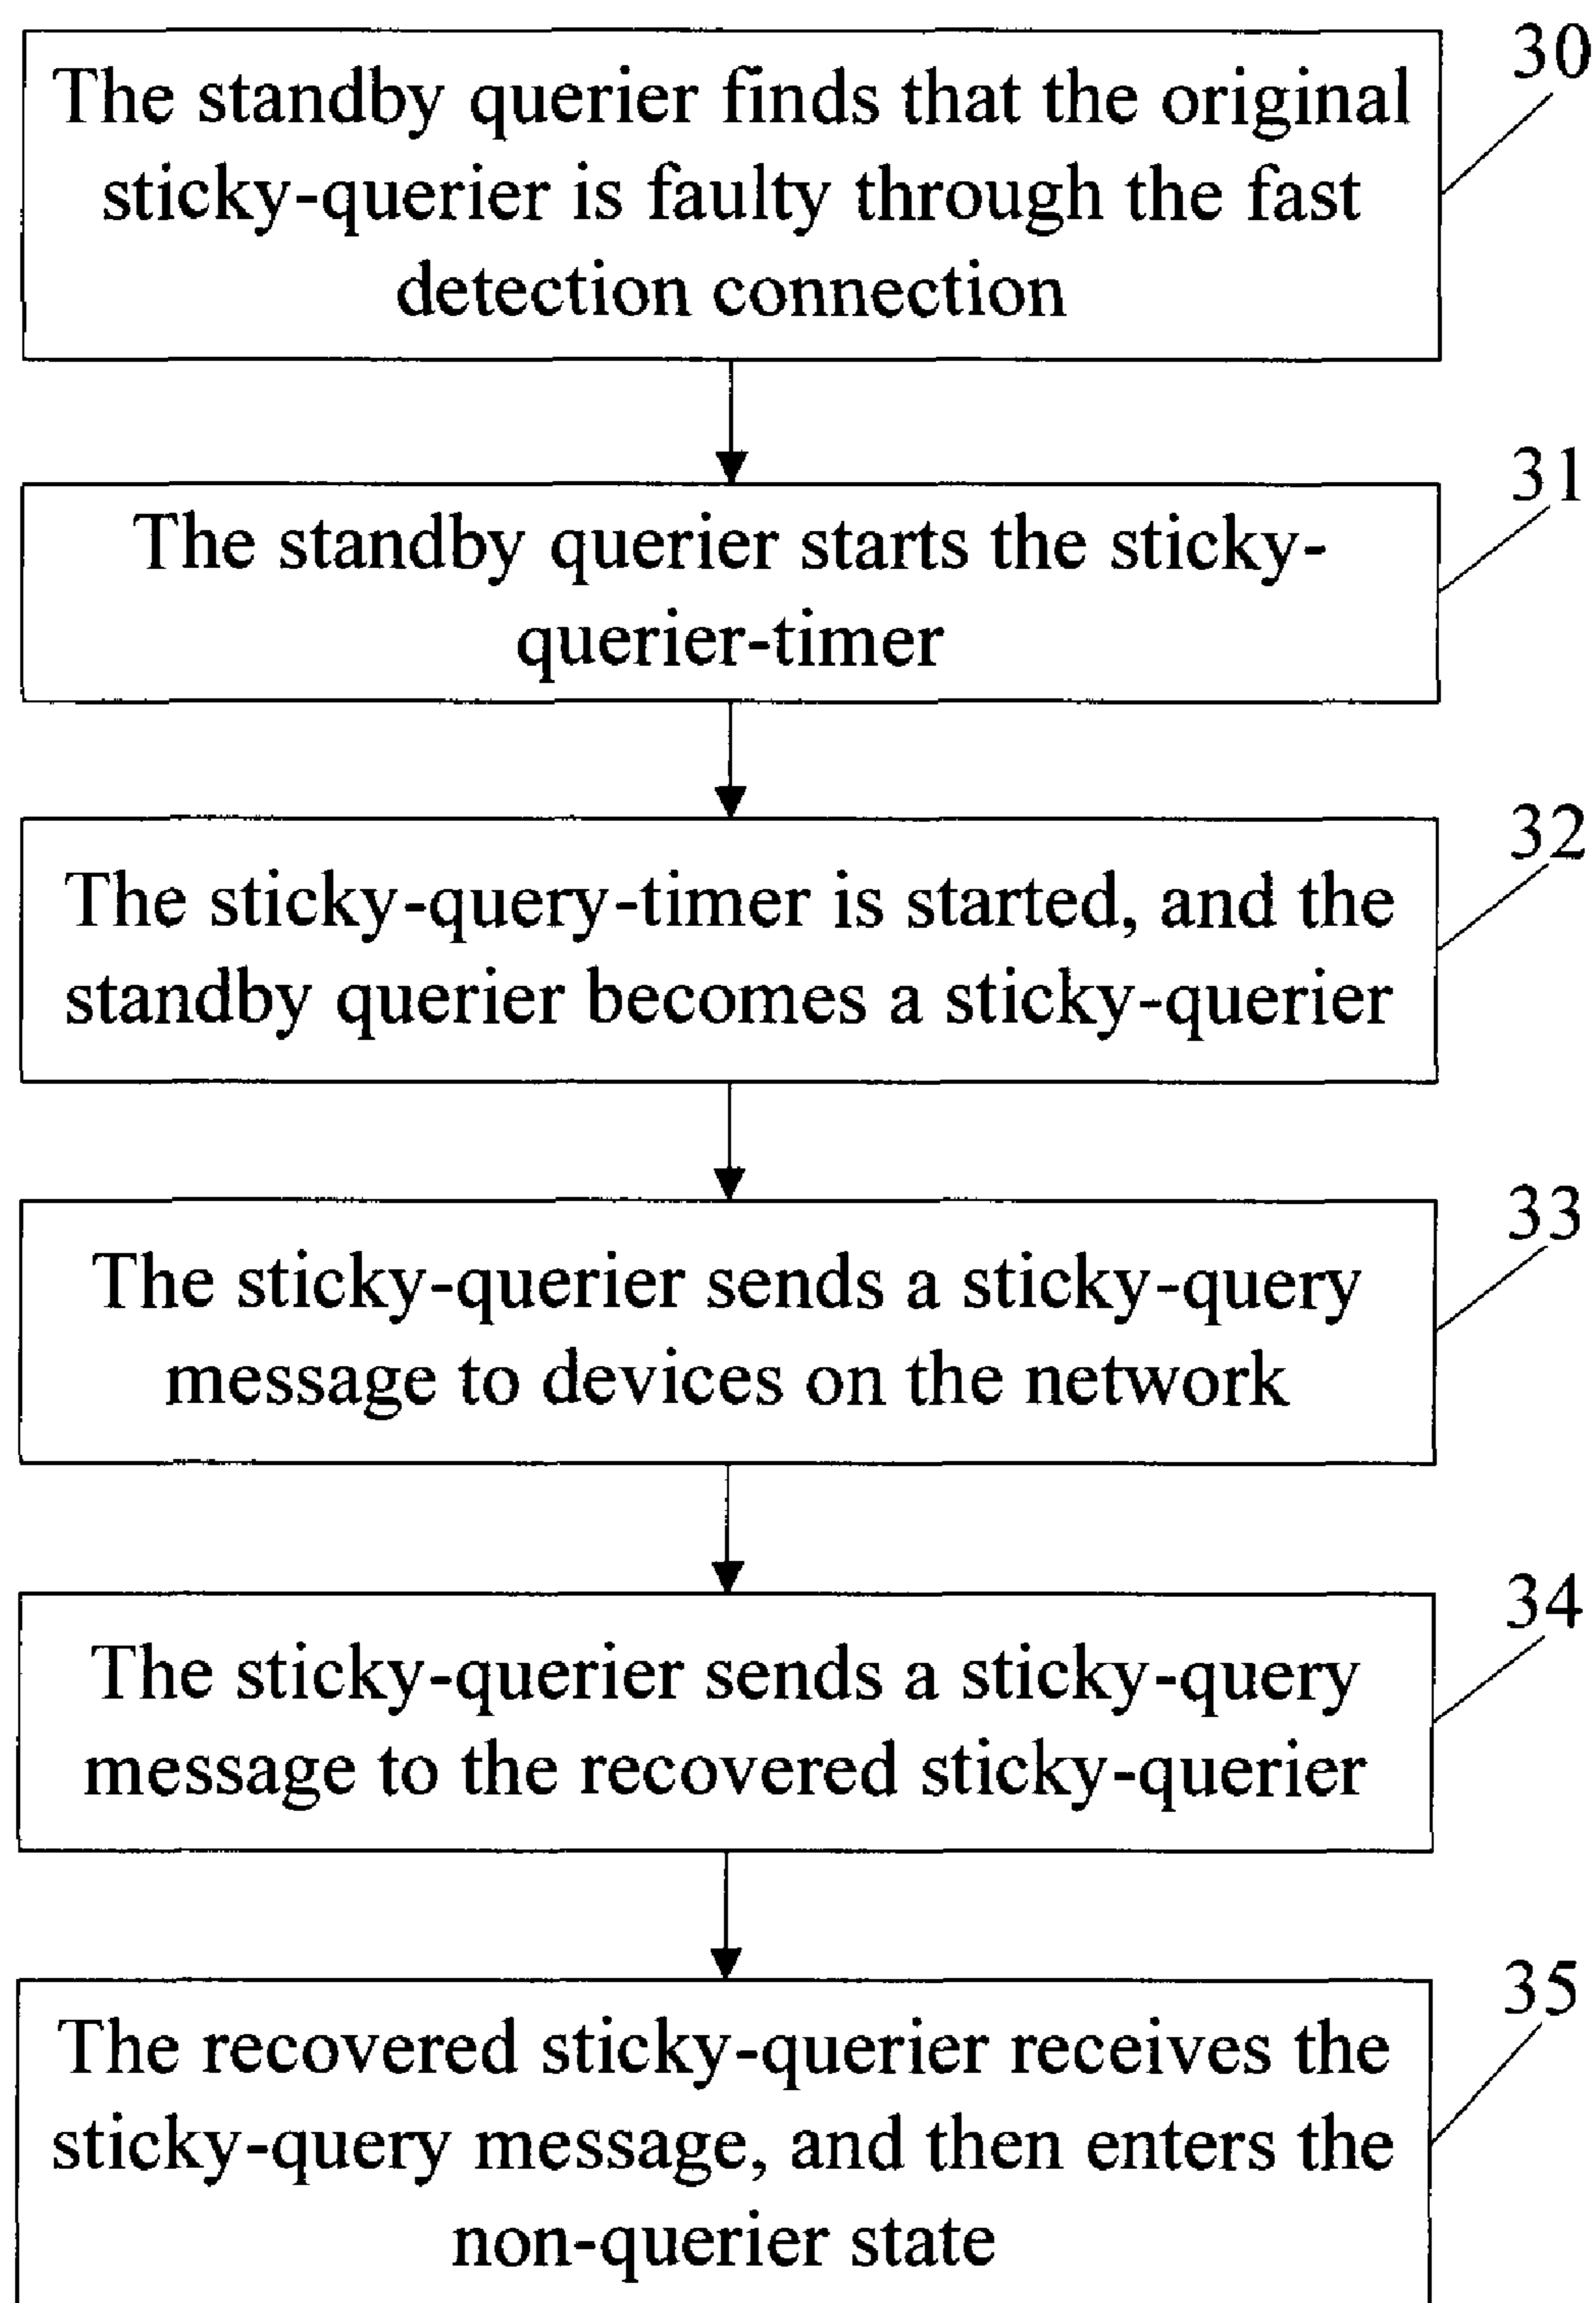 30
The standby querier finds that the original
sticky-querier is faulty through the fast
detection connection
31
The standby querier starts the sticky-
querier-timer
32
The sticky-query-timer is started, and the
standby querier becomes a sticky-querier
33
The sticky-querier sends a sticky-query
message to devices on the network
34
The sticky-querier sends a sticky-query
message to the recovered sticky-querier
35
The recovered sticky-querier receives the
sticky-query message, and then enters the
non-querier state